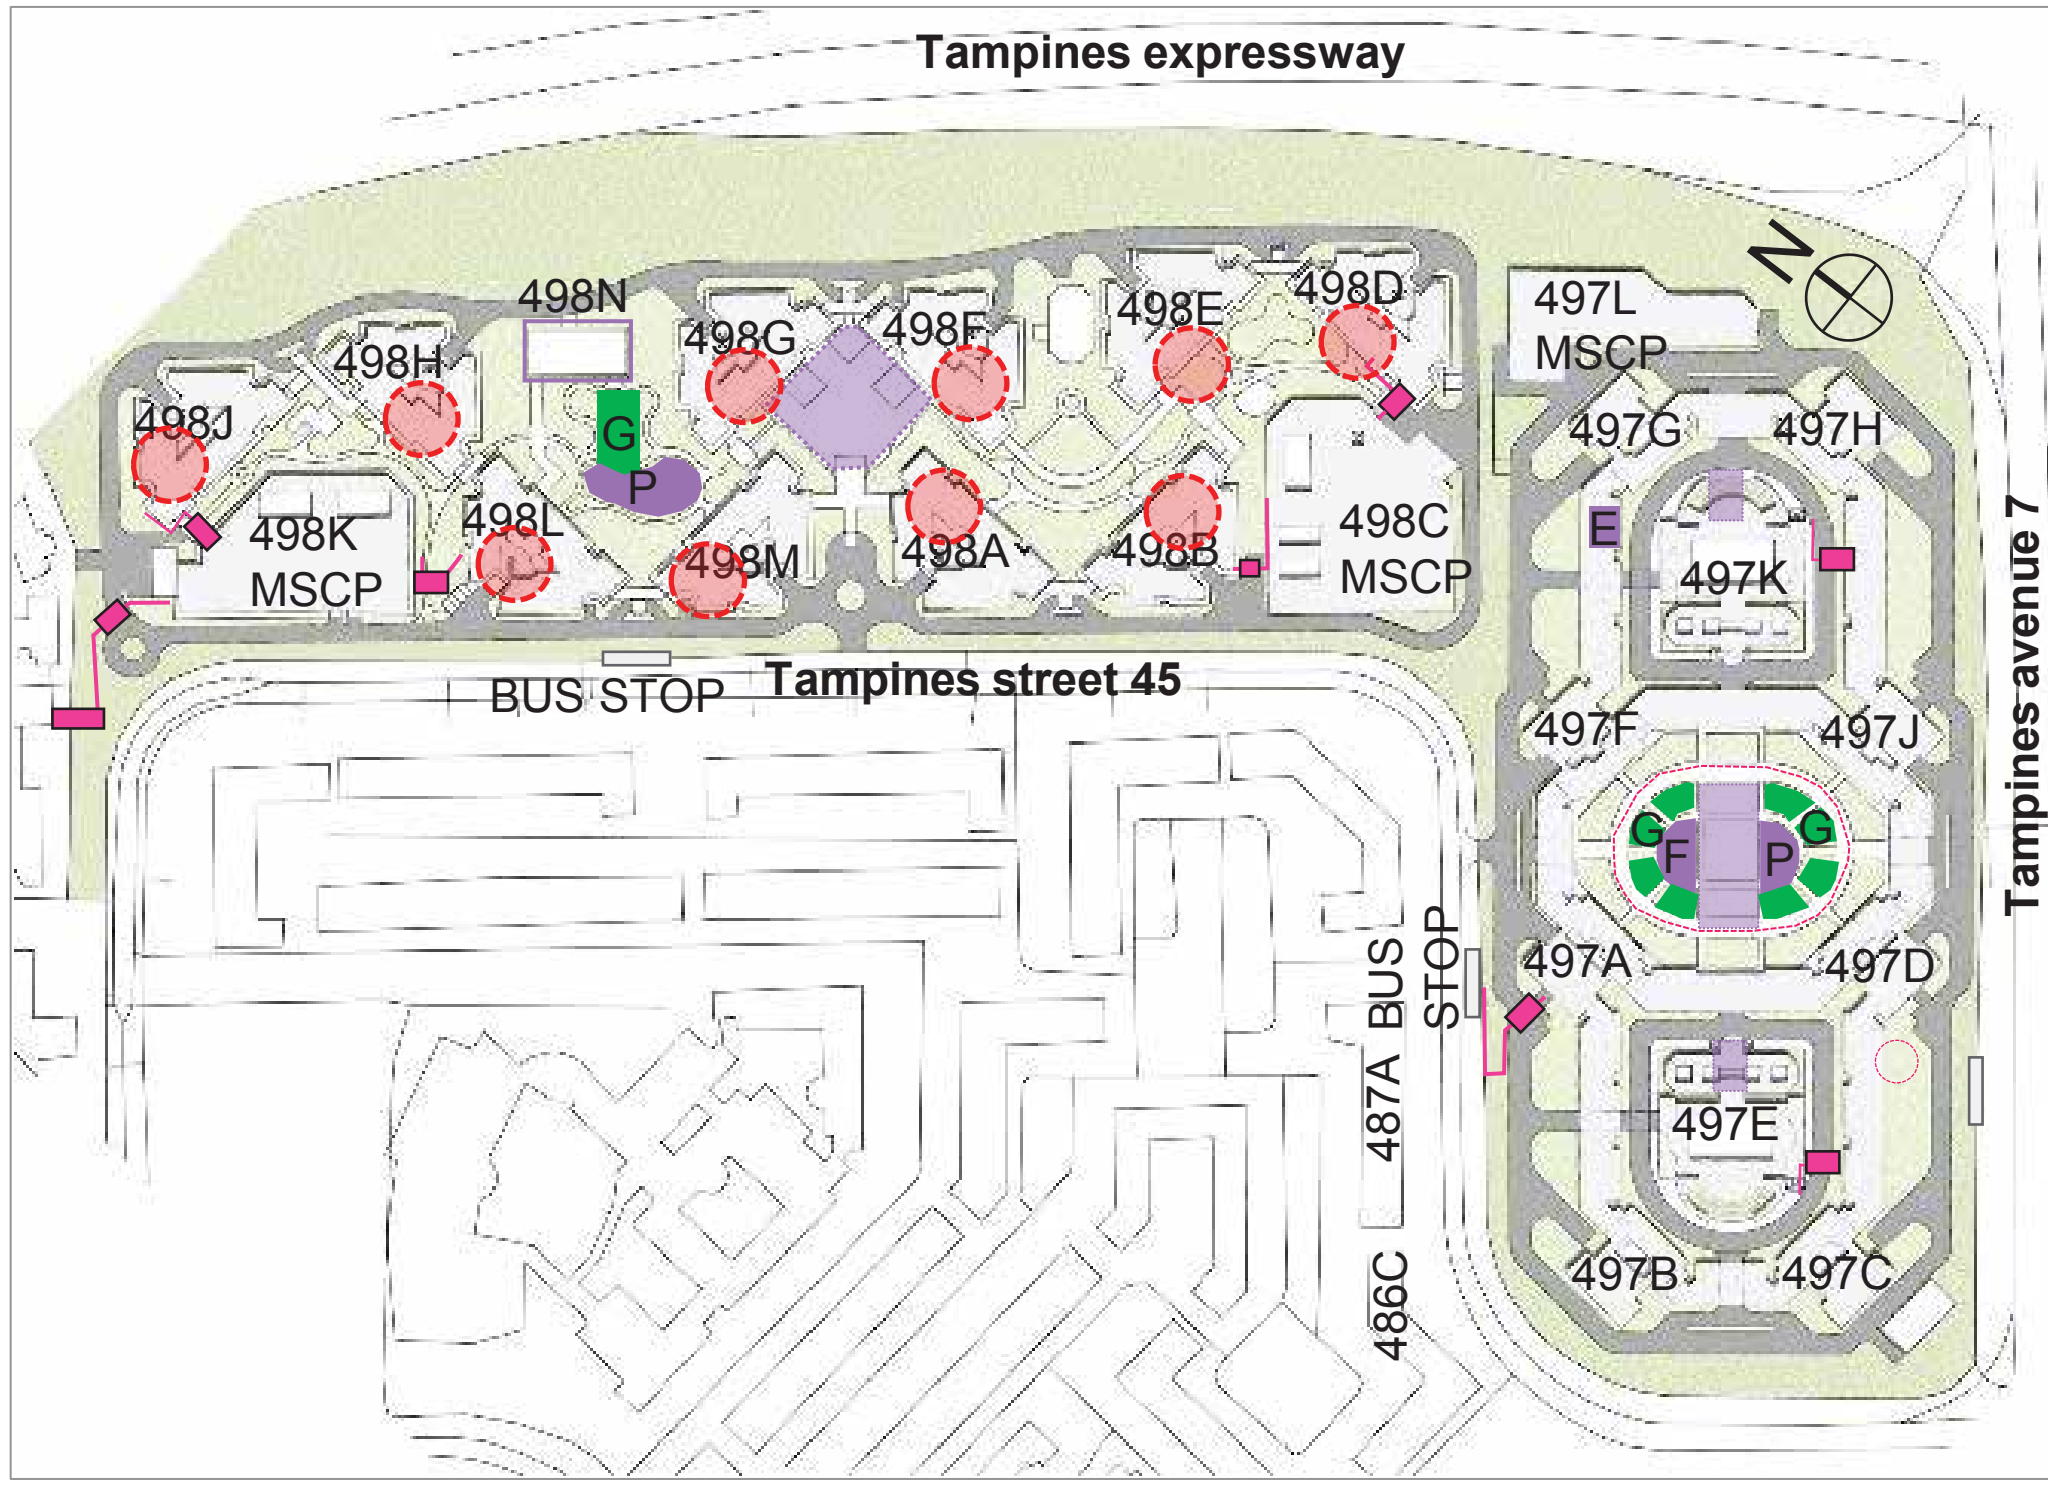 Tampines expressway
N
498N
498D
498E
497L
MSCP
498G
498F
498H
498J
497G
497H
G
P
498L
498K
MSCP
498M
498A
498B
498C
MSCP
E
497K
Tampines avenue 7
BUS STOP
Tampines street 45
497F
497J
G
F
P
G
BUS
STOP
497A
497D
487A
497E
486C
497B
497C